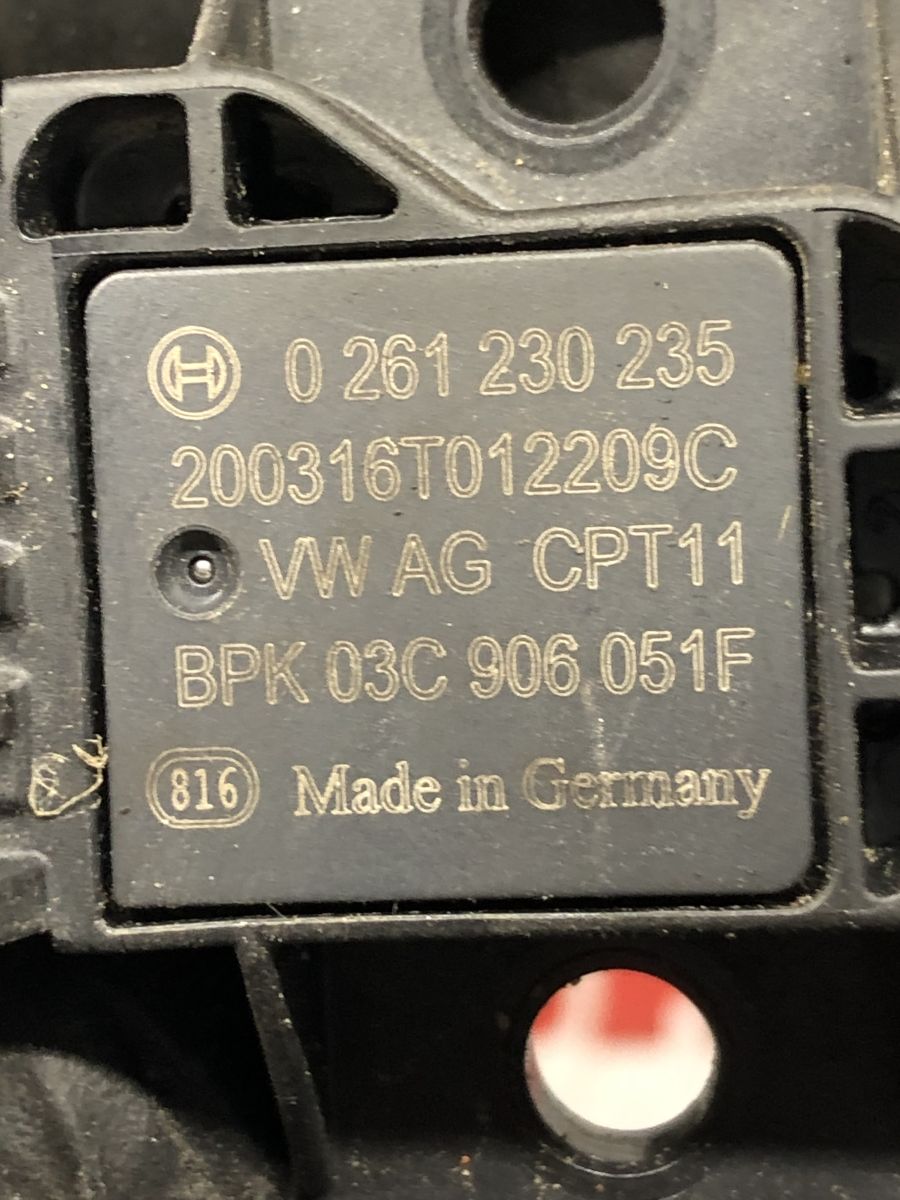 0 261 230 235
200316T012209C
VW AG CPT11
BPK 03C 906 051F
816 Made in Germany